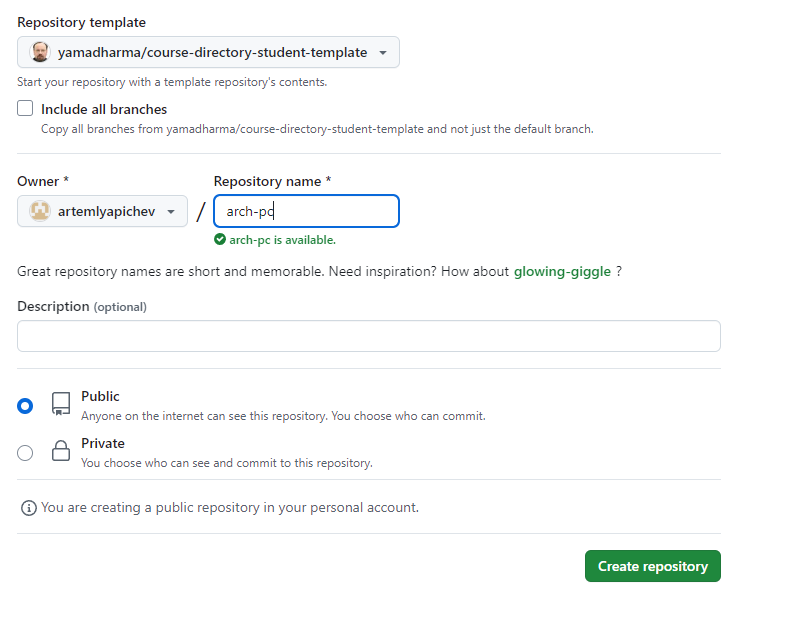 Repository template
yamadharma/course-directory-student-template
Start your repository with a template repository's contents.
Include all branches
Copy all branches from yamadharma/course-directory-student-template and not just the default branch.
Owner * Repository name *
artemlyapichev / arch-pc
arch-pc is available.
Great repository names are short and memorable. Need inspiration? How about glowing-giggle ?
Description (optional)
Public
Anyone on the internet can see this repository. You choose who can commit.
Private
You choose who can see and commit to this repository.
You are creating a public repository in your personal account.
Create repository